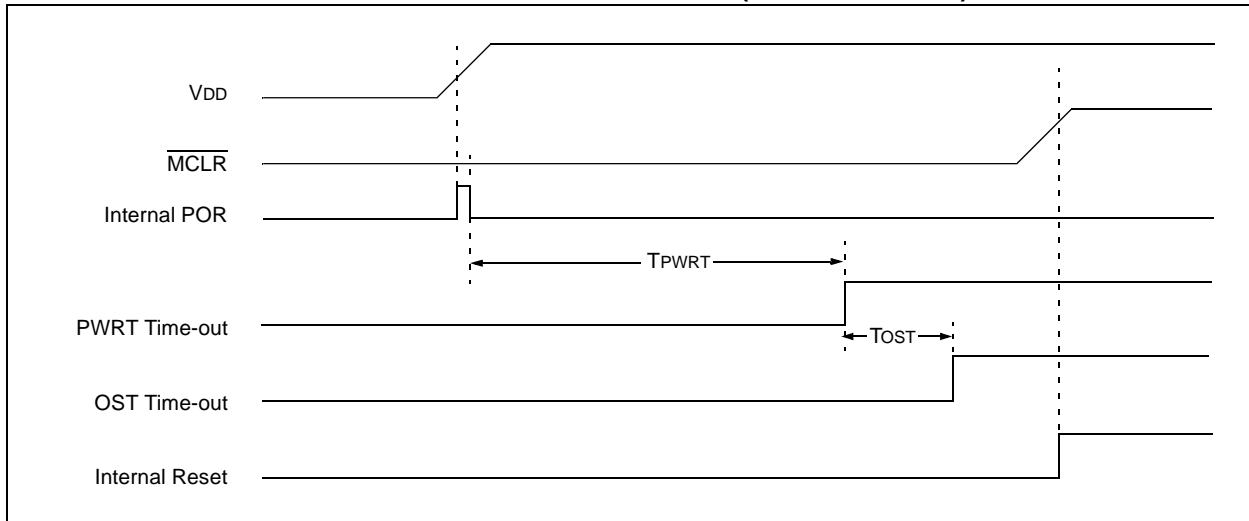 VDD
MCLR
Internal POR
TPWRT
PWRT Time-out
TOST
OST Time-out
Internal Reset